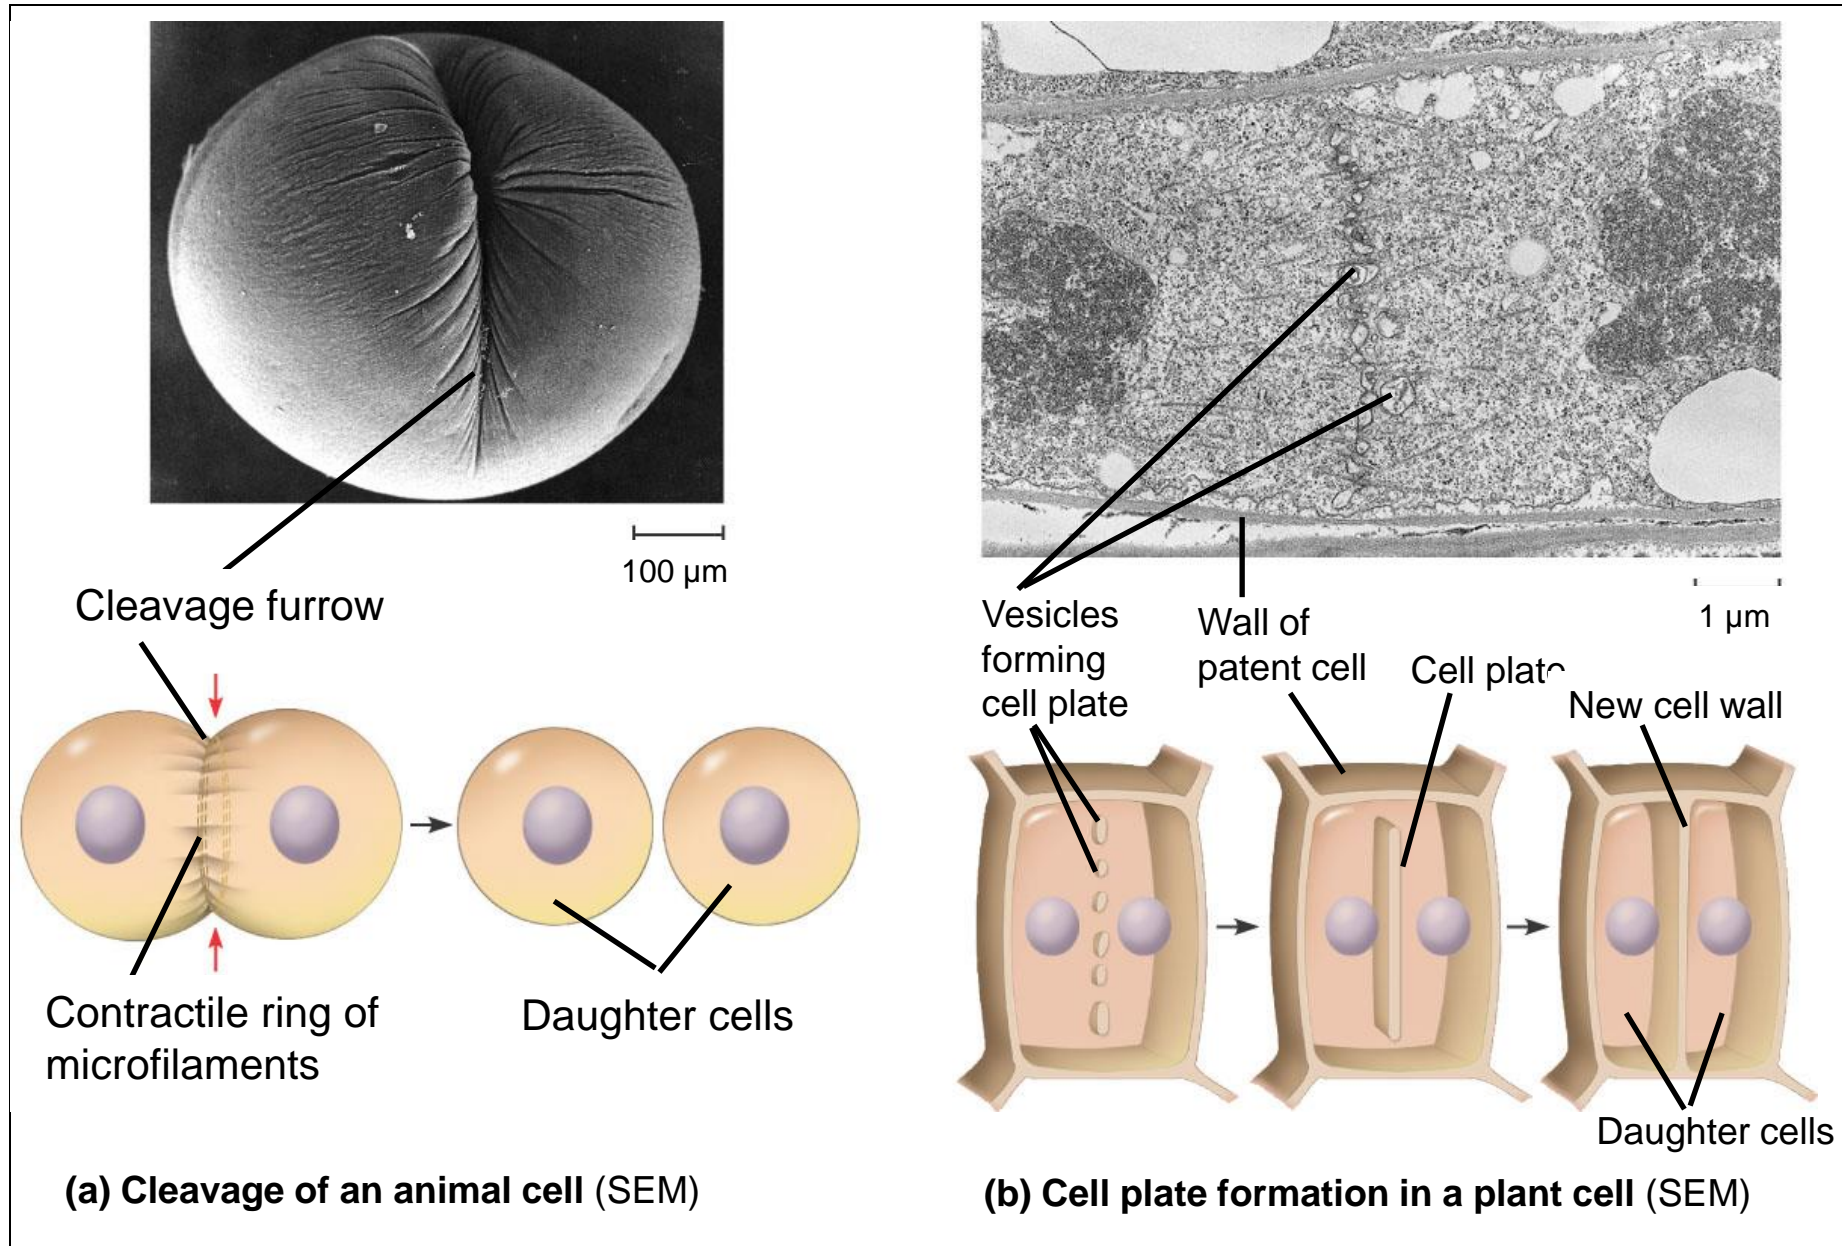 100 µm
Cleavage furrow
Contractile ring of
microfilaments
Daughter cells
(a) Cleavage of an animal cell (SEM)
1 µm
Vesicles
forming
cell plate
Wall of
patent cell
Cell plate
New cell wall
Daughter cells
(b) Cell plate formation in a plant cell (SEM)